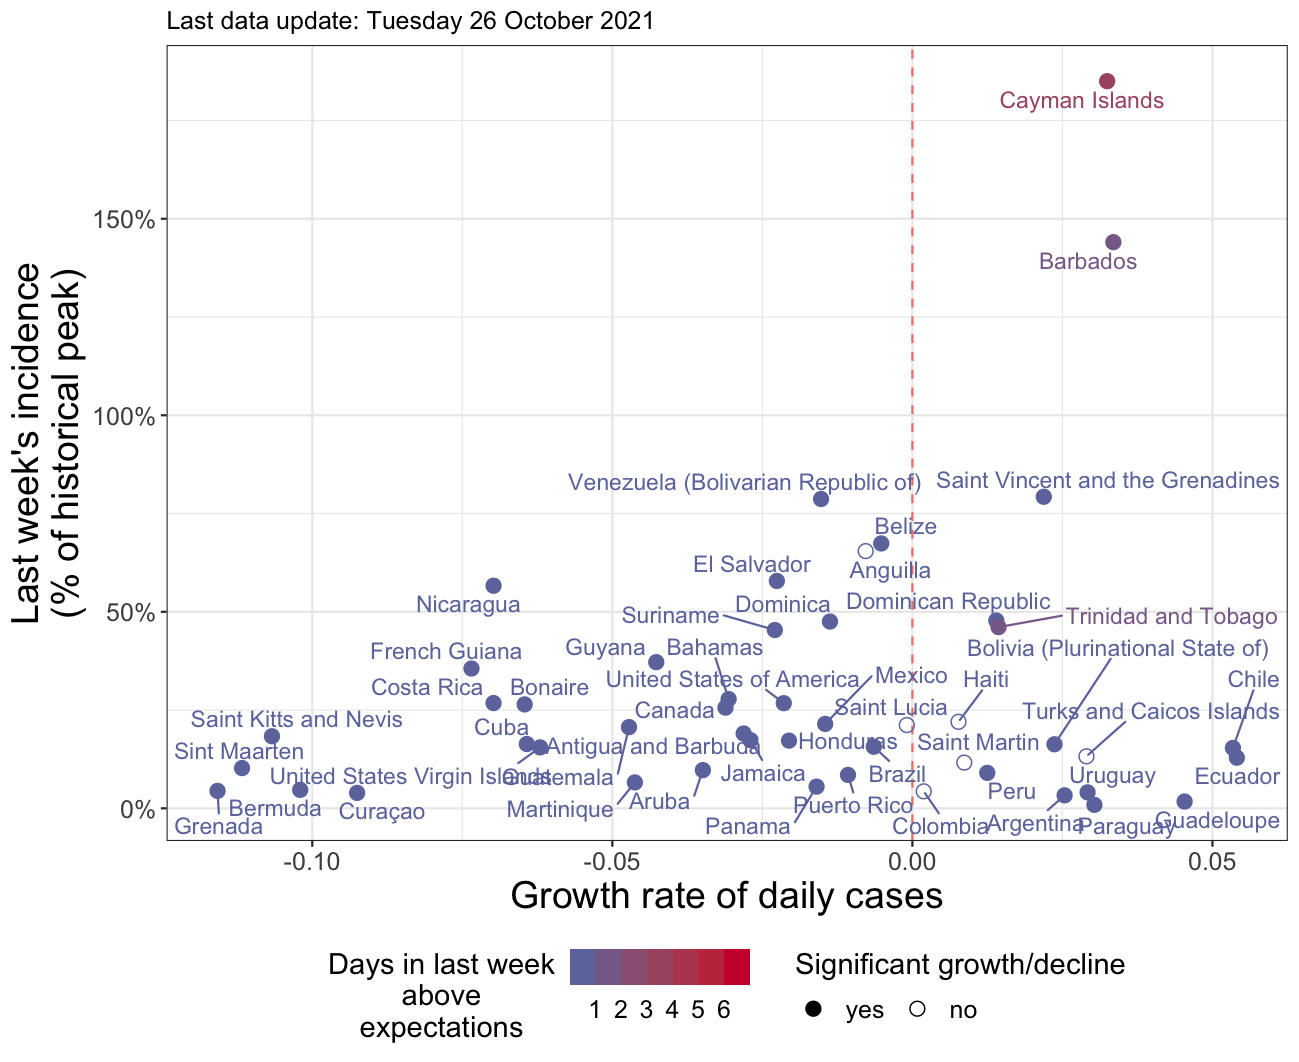 Last data update: Tuesday 26 October 2021
Last week's incidence
(% of historical peak)
150%
100%
50%
0%
Cayman Islands
Barbados
Venezuela (Bolivarian Republic of)
Saint Vincent and the Grenadines
Belize
Anguilla
El Salvador
Nicaragua
Dominica
Dominican Republic
Suriname
Trinidad and Tobago
French Guiana
Guyana
Bahamas
Bolivia (Plurinational State of)
Costa Rica
Bonaire
United States of America
Mexico
Haiti
Chile
Saint Kitts and Nevis
Canada
Saint Lucia
Turks and Caicos Islands
Cuba
Sint Maarten
Antigua and Barbuda
Honduras
Saint Martin
United States Virgin Islands
Guatemala
Jamaica
Brazil
Uruguay
Ecuador
Bermuda
Curaçao
Martinique
Aruba
Puerto Rico
Peru
Grenada
Panama
Colombia
Argentina
Paraguay
Guadeloupe
-0.10
-0.05
0.00
0.05
Growth rate of daily cases
Days in last week
above
expectations
1 2 3 4 5 6
Significant growth/decline
yes
no